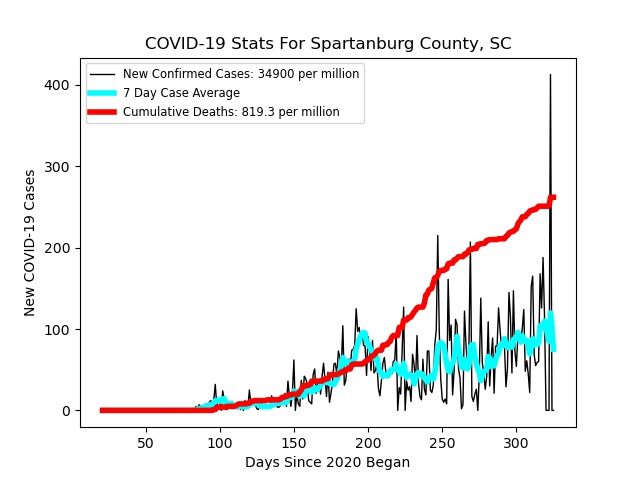 COVID-19 Stats For Spartanburg County, SC
New Confirmed Cases: 34900 per million
7 Day Case Average
Cumulative Deaths: 819.3 per million
New COVID-19 Cases
400
300
200
100
0
50 100 150 200 250 300
Days Since 2020 Began